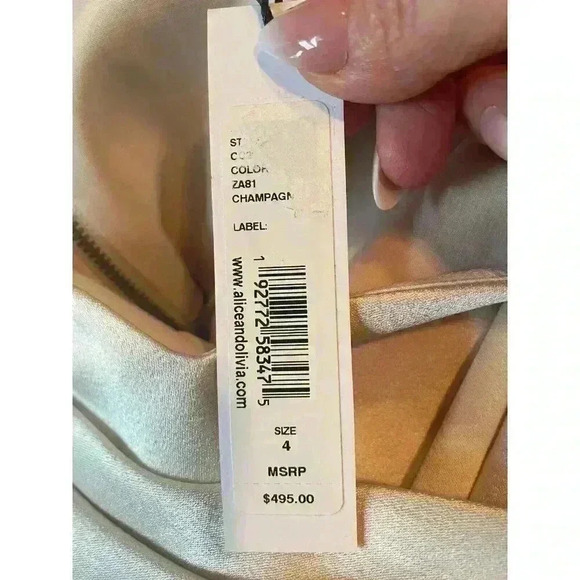 COLOR
ZA81
CHAMPAGN
LABEL:
1 92772 58347 5
www.aliceandolivia.com
SIZE
4
MSRP
$495.00